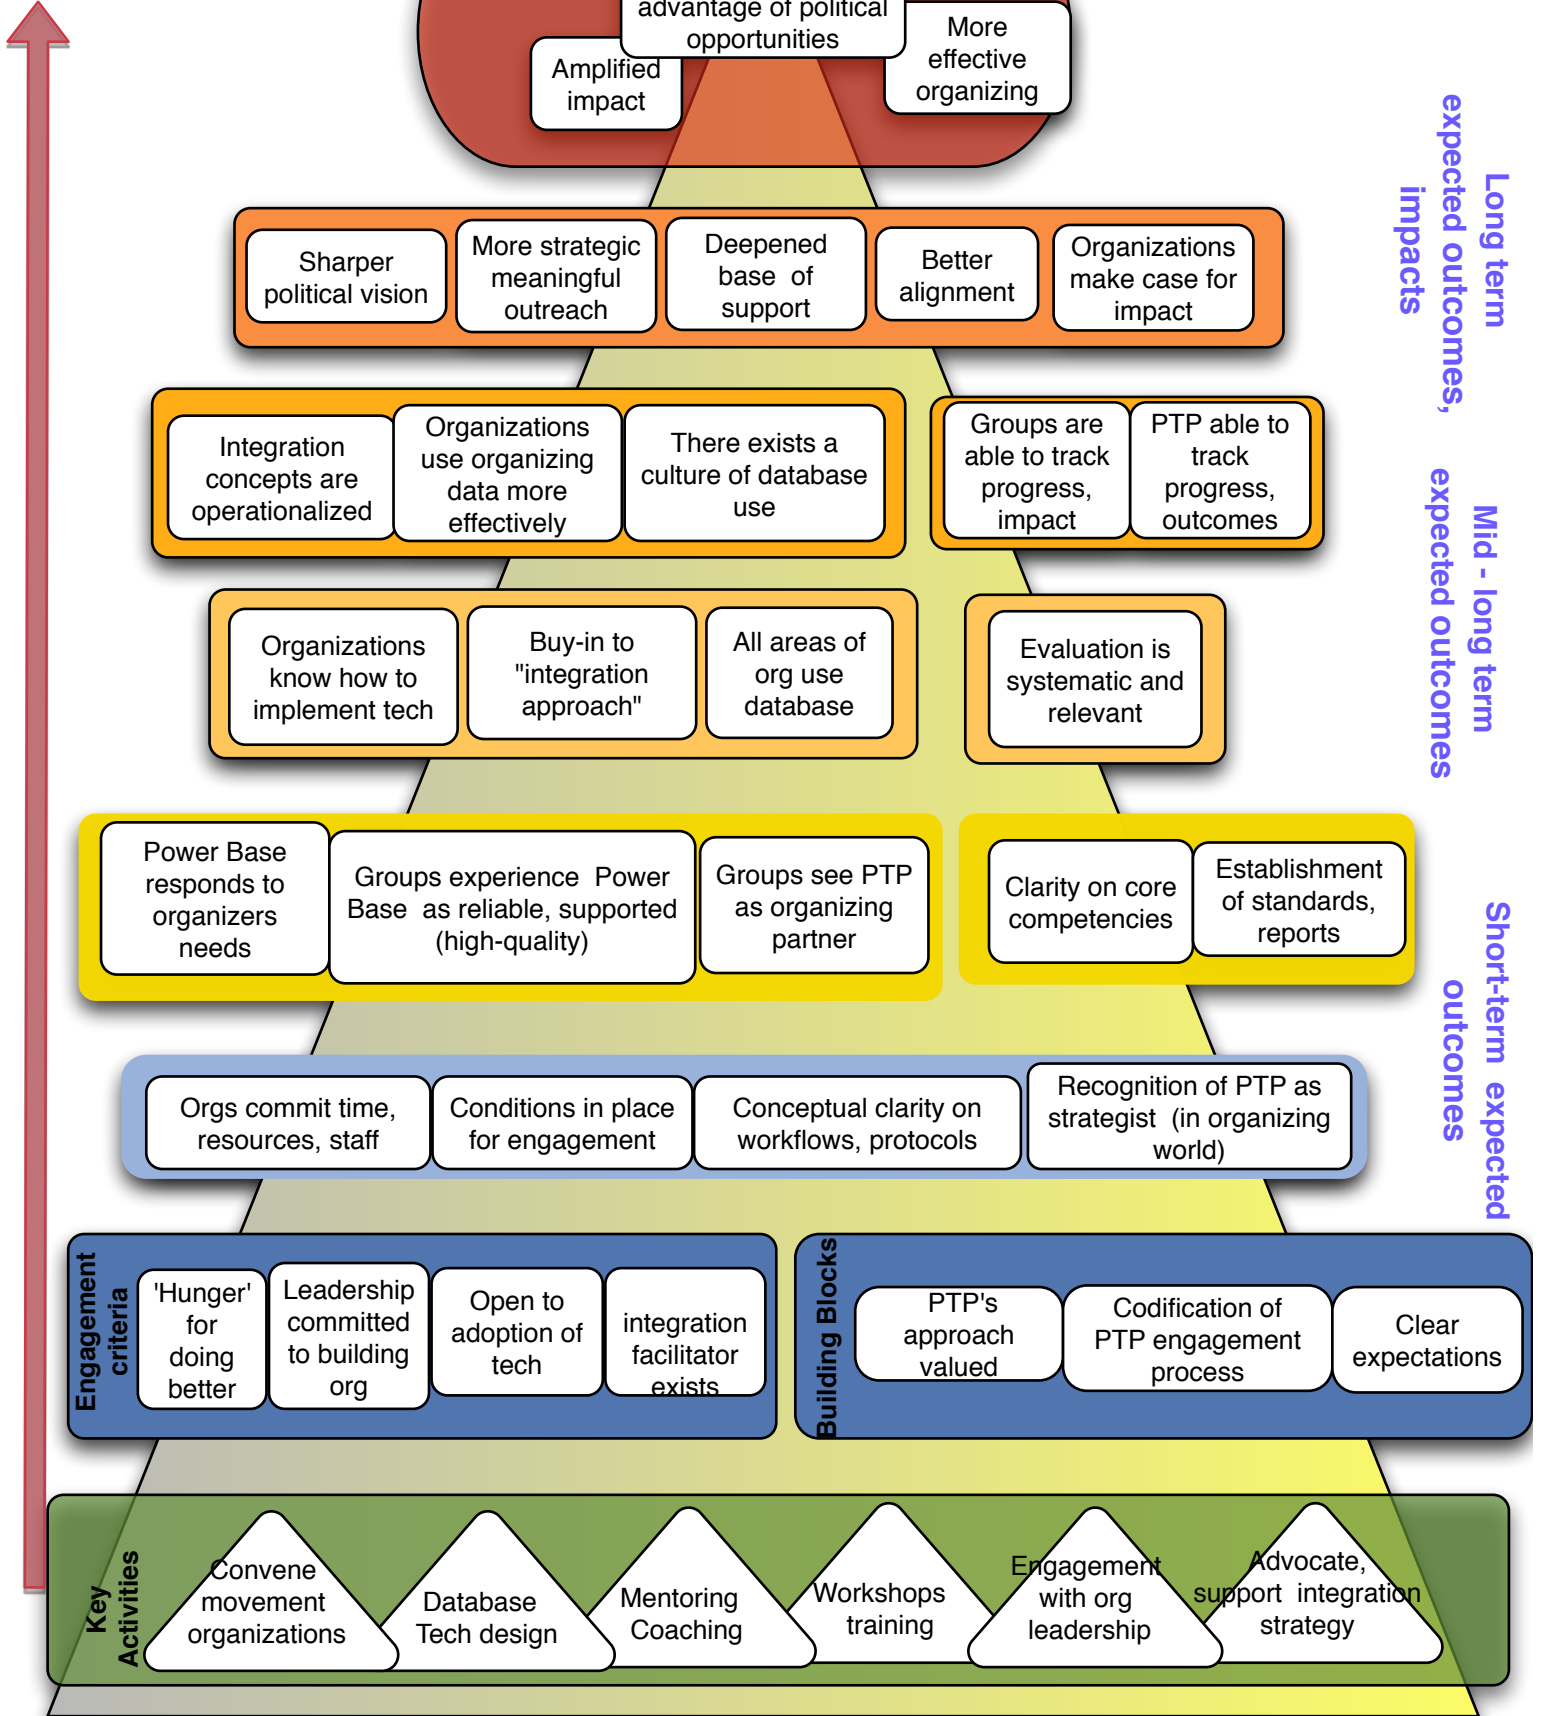 advantage of political
opportunities
Amplified
impact
More
effective
organizing
Long term
expected outcomes,
impacts
Sharper
political vision
More strategic
meaningful
outreach
Deepened
base of
support
Better
alignment
Organizations
make case for
impact
Integration
concepts are
operationalized
Organizations
use organizing
data more
effectively
There exists a
culture of database
use
Groups are
able to track
progress,
impact
PTP able to
track
progress,
outcomes
Mid - long term
expected outcomes
Organizations
know how to
implement tech
Buy-in to
"integration
approach"
All areas of
org use
database
Evaluation is
systematic and
relevant
Power Base
responds to
organizers
needs
Groups experience Power
Base as reliable, supported
(high-quality)
Groups see PTP
as organizing
partner
Clarity on core
competencies
Establishment
of standards,
reports
Short-term expected
outcomes
Orgs commit time,
resources, staff
Conditions in place
for engagement
Conceptual clarity on
workflows, protocols
Recognition of PTP as
strategist (in organizing
world)
Engagement
criteria
'Hunger'
for
doing
better
Leadership
committed
to building
org
Open to
adoption of
tech
integration
facilitator
exists
Building Blocks
PTP's
approach
valued
Codification of
PTP engagement
process
Clear
expectations
Key
Activities
Convene
movement
organizations
Database
Tech design
Mentoring
Coaching
Workshops
training
Engagement
with org
leadership
Advocate,
support integration
strategy